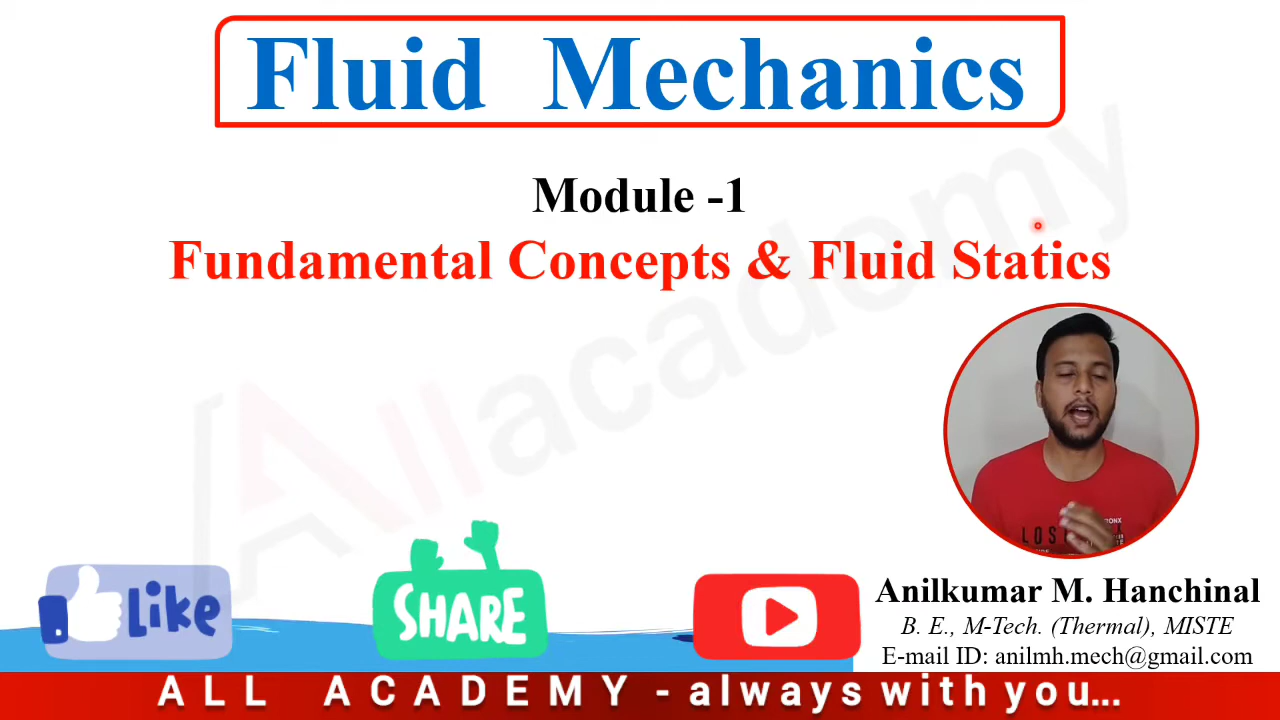 Fluid Mechanics
Module -1
Fundamental Concepts & Fluid Statics
Allacademy
Like
SHARE
Anilkumar M. Hanchinal
B. E., M-Tech. (Thermal), MISTE
E-mail ID: anilmh.mech@gmail.com
ALL ACADEMY - always with you...